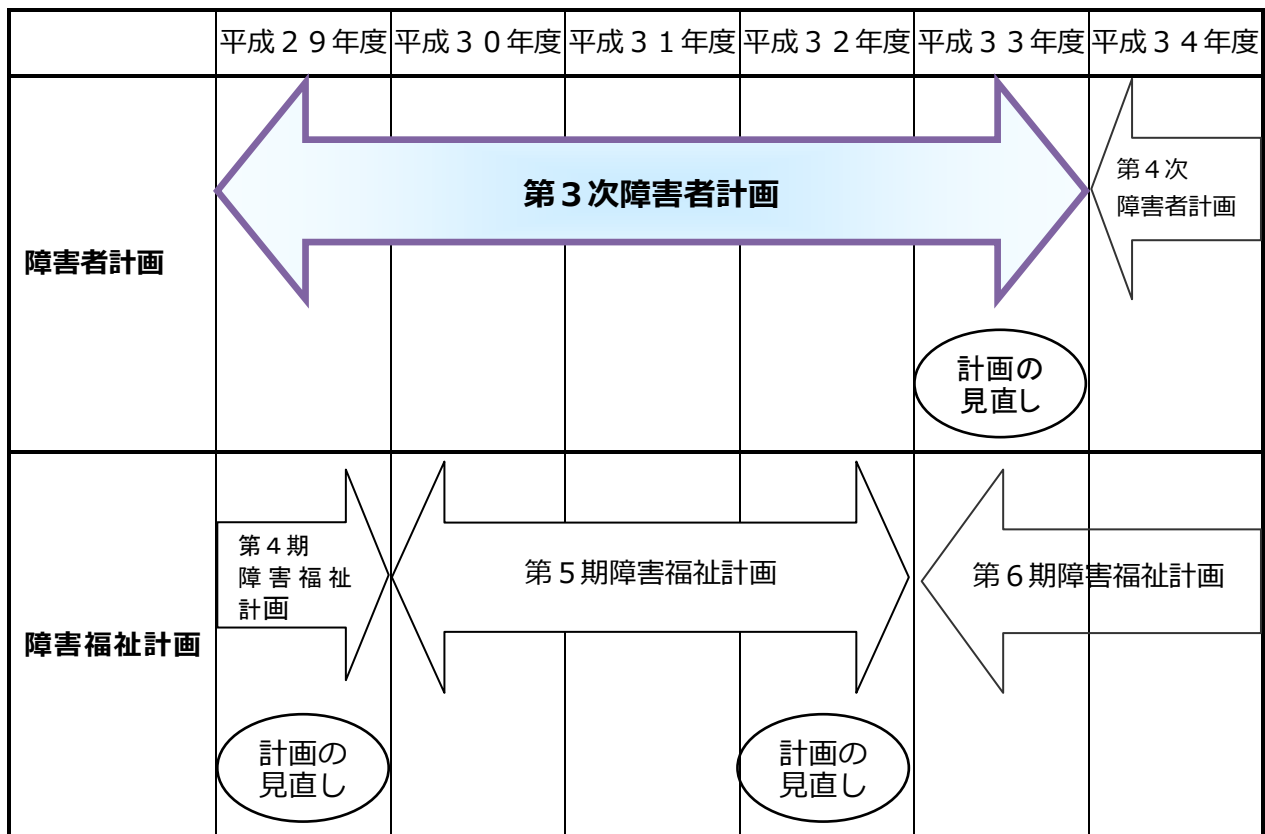 平成２９年度 平成３０年度 平成３１年度 平成３２年度 平成３３年度 平成３４年度
障害者計画
第３次障害者計画
第４次
障害者計画
計画の
見直し
障害福祉計画
第４期
障害福祉
計画
第５期障害福祉計画
第６期障害福祉計画
計画の
見直し
計画の
見直し